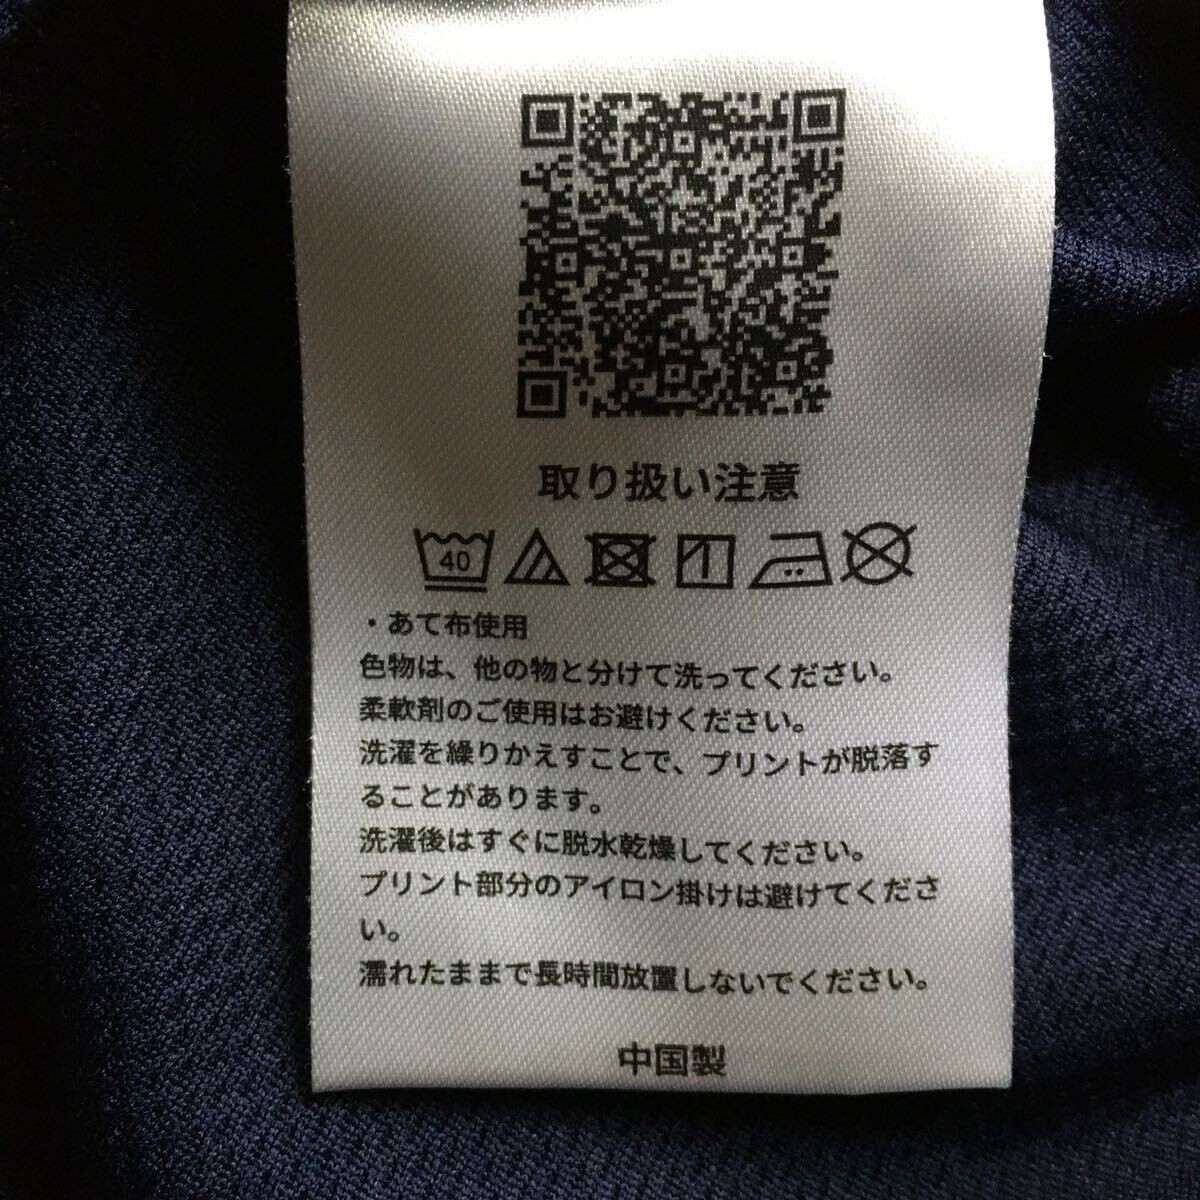 取り扱い注意
40
・あて布使用
色物は、他の物と分けて洗ってください。
柔軟剤のご使用はお避けください。
洗濯を繰りかえすことで、プリントが脱落す
ることがあります。
洗濯後はすぐに脱水乾燥してください。
プリント部分のアイロン掛けは避けてくださ
い。
濡れたままで長時間放置しないでください。
中国製